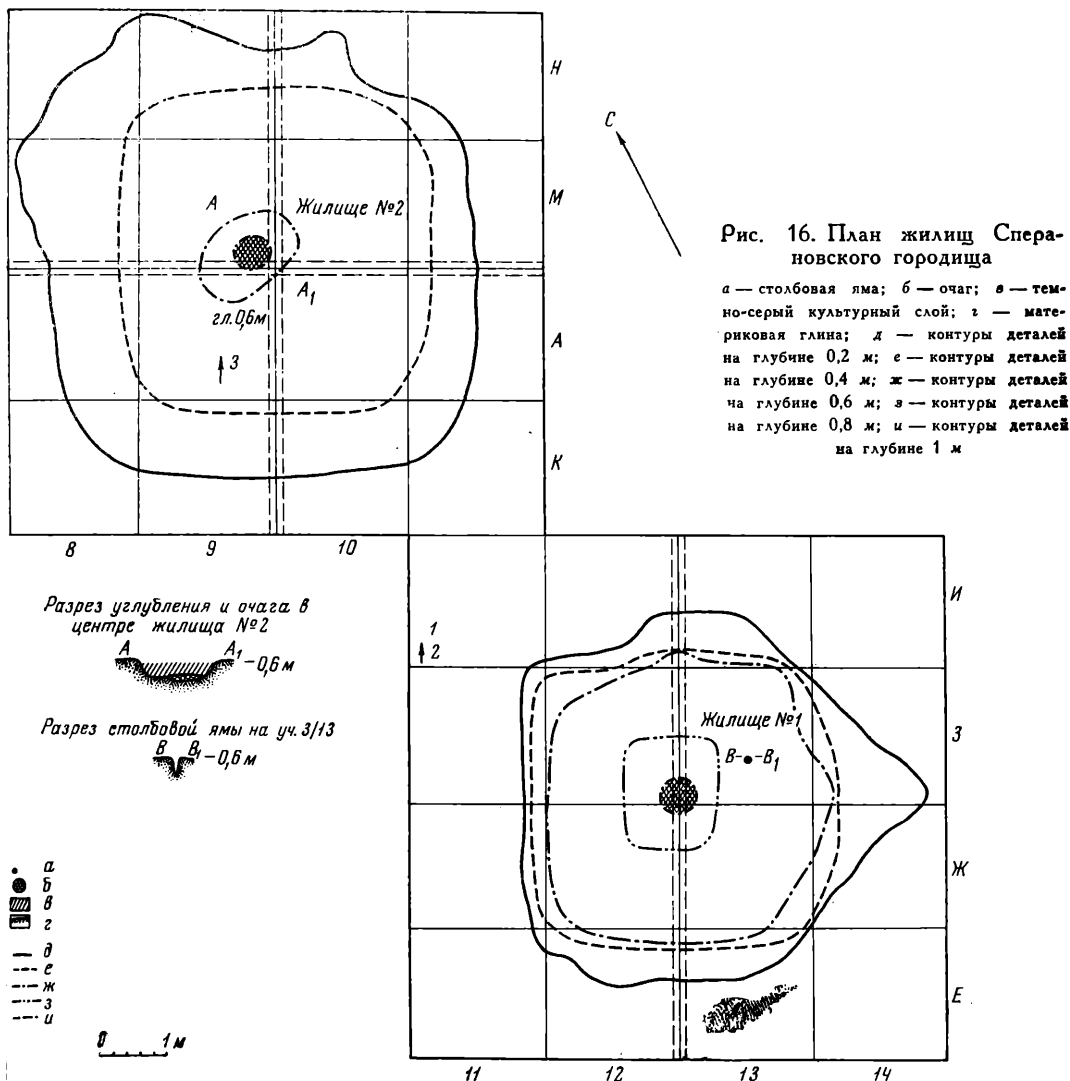 Н
С
М
А
Жилище №2
А₁
гл.0,6м
3
А
К
8
9
10
Рис. 16. План жилищ Спера-
новского городища
а — столбовая яма; б — очаг; в — тем-
но-серый культурный слой; г — мате-
риковая глина; д — контуры деталей
на глубине 0,2 м; е — контуры деталей
на глубине 0,4 м; ж — контуры деталей
на глубине 0,6 м; з — контуры деталей
на глубине 0,8 м; и — контуры деталей
на глубине 1 м
Разрез углубления и очага в
центре жилища №2
А А₁ −0,6 м
Разрез столбовой ямы на уч. 3/13
В В₁ −0,6 м
И
1
2
Жилище №1
В-•-В₁
З
Ж
Е
11
12
13
14
а
б
в
г
д
е
ж
з
и
0 1 м